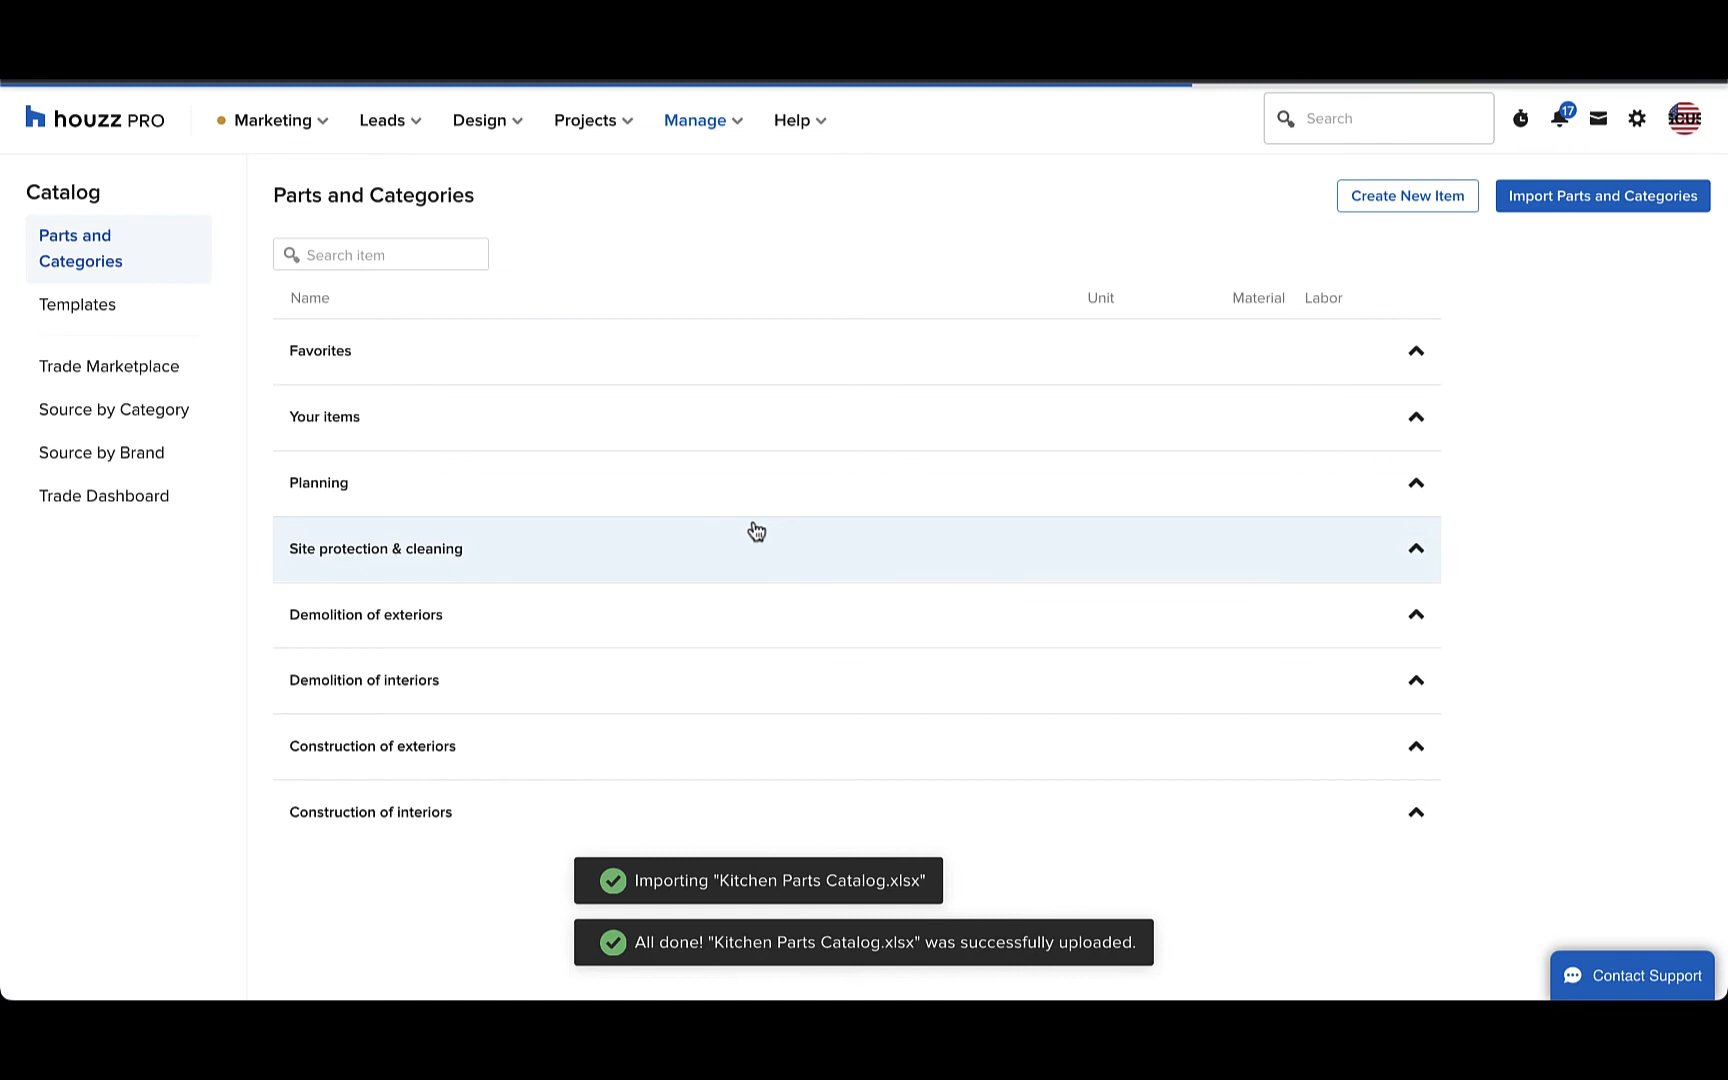 houzz PRO
Marketing
Leads
Design
Projects
Manage
Help
Search
17
Catalog
Parts and
Categories
Templates
Trade Marketplace
Source by Category
Source by Brand
Trade Dashboard
Parts and Categories
Create New Item
Import Parts and Categories
Search item
Name Unit Material Labor
Favorites
Your items
Planning
Site protection & cleaning
Demolition of exteriors
Demolition of interiors
Construction of exteriors
Construction of interiors
Importing "Kitchen Parts Catalog.xlsx"
All done! "Kitchen Parts Catalog.xlsx" was successfully uploaded.
Contact Support